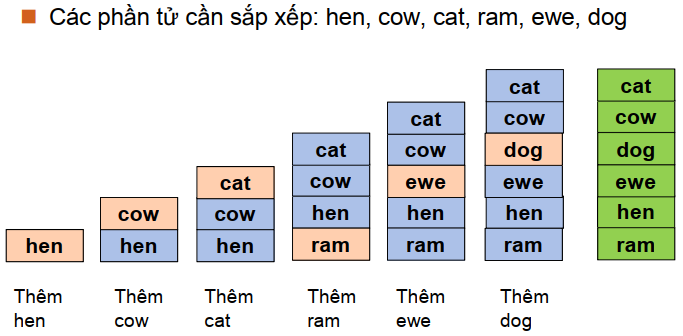 Các phần tử cần sắp xếp: hen, cow, cat, ram, ewe, dog
hen
Thêm
hen
cow
hen
Thêm
cow
cat
cow
hen
Thêm
cat
cat
cow
hen
ram
Thêm
ram
cat
cow
ewe
hen
ram
Thêm
ewe
cat
cow
dog
ewe
hen
ram
Thêm
dog
cat
cow
dog
ewe
hen
ram